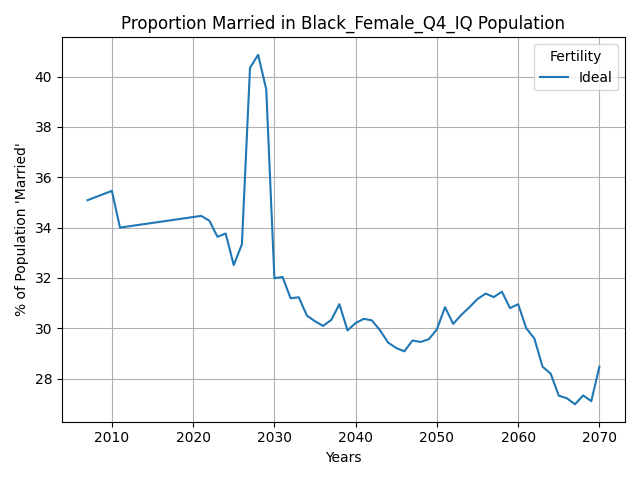 Proportion Married in Black_Female_Q4_IQ Population
Fertility
Ideal
% of Population 'Married'
40
38
36
34
32
30
28
2010 2020 2030 2040 2050 2060 2070
Years